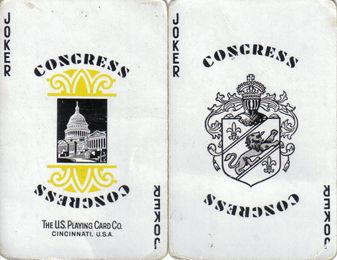 JOKER
CONGRESS
CONGRESS
THE U.S. PLAYING CARD CO.
CINCINNATI, U.S.A.
JOKER
JOKER
CONGRESS
CONGRESS
JOKER